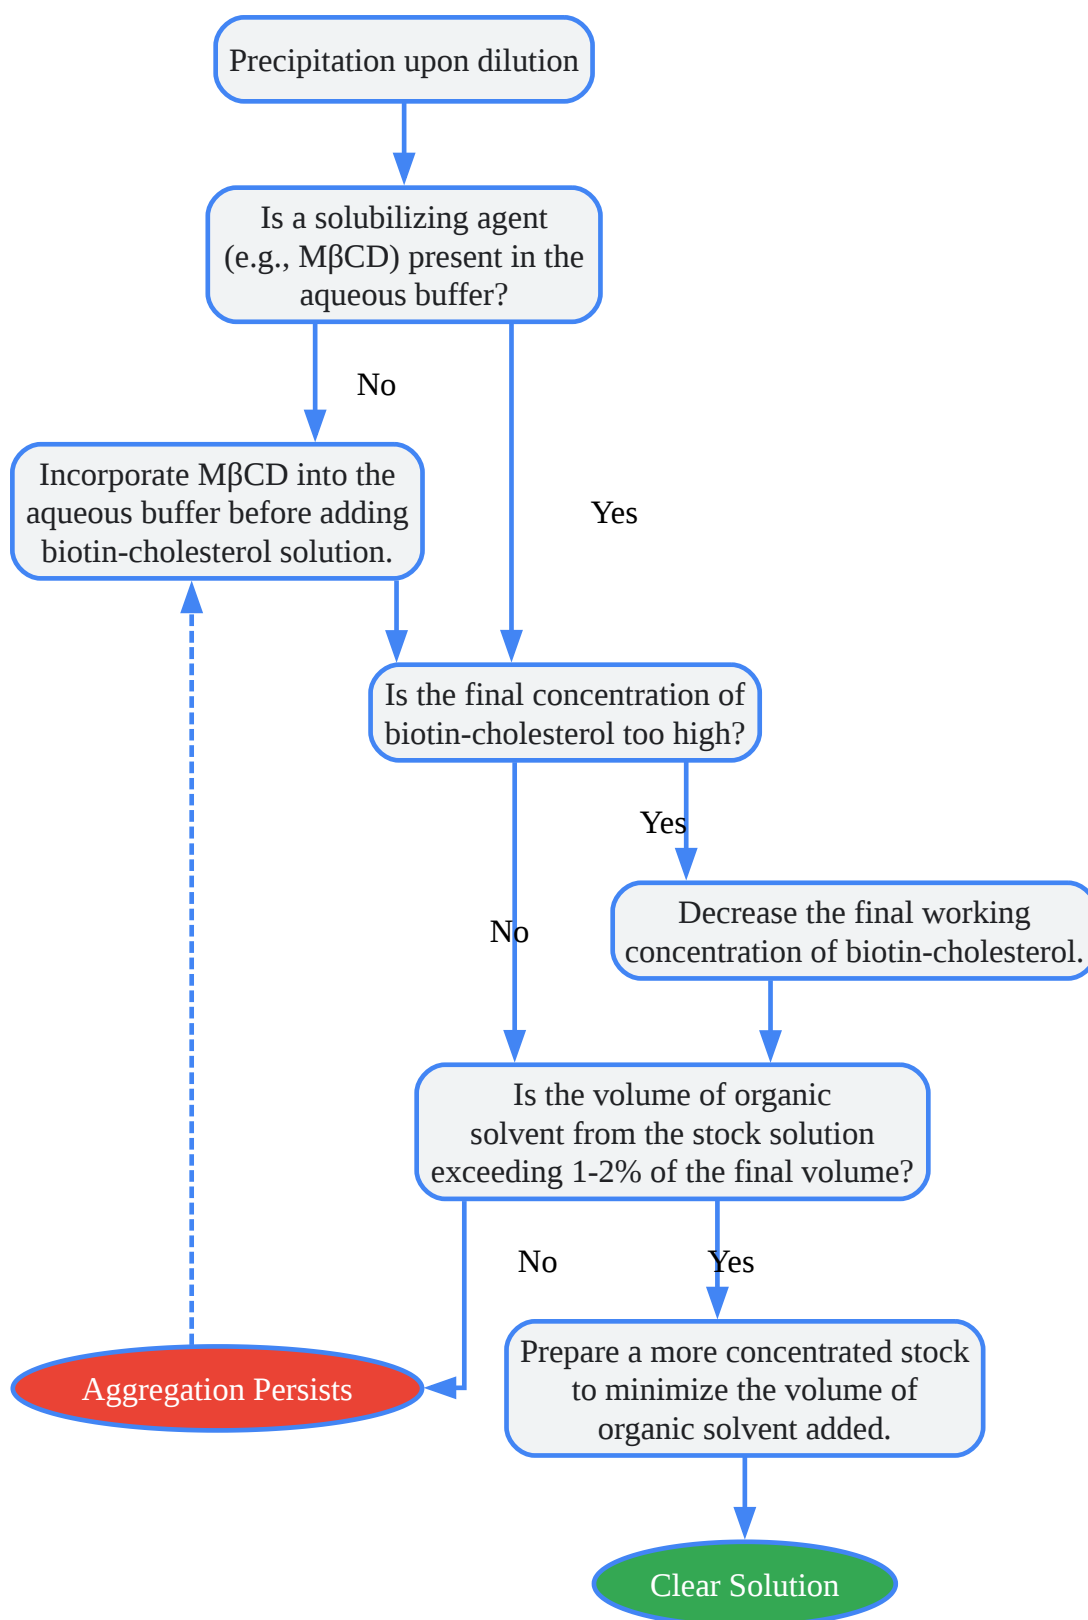 Precipitation upon dilution
Is a solubilizing agent
(e.g., MβCD) present in the
aqueous buffer?
No
Incorporate MβCD into the
aqueous buffer before adding
biotin-cholesterol solution.
Yes
Is the final concentration of
biotin-cholesterol too high?
Yes
No
Decrease the final working
concentration of biotin-cholesterol.
Is the volume of organic
solvent from the stock solution
exceeding 1-2% of the final volume?
No
Yes
Prepare a more concentrated stock
to minimize the volume of
organic solvent added.
Aggregation Persists
Clear Solution